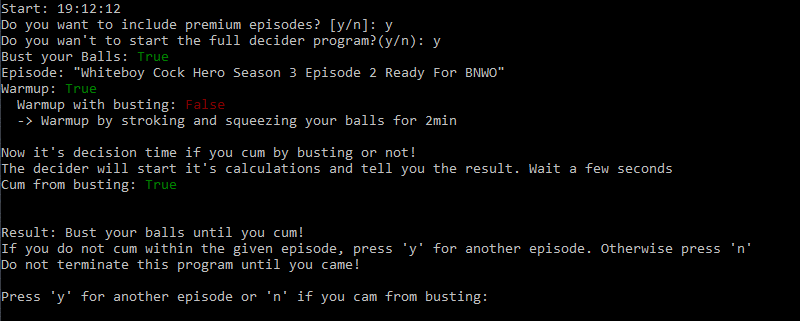 Start: 19:12:12
Do you want to include premium episodes? [y/n]: y
Do you wan't to start the full decider program?(y/n): y
Bust your Balls: True
Episode: "Whiteboy Cock Hero Season 3 Episode 2 Ready For BNWO"
Warmup: True
Warmup with busting: False
-> Warmup by stroking and squeezing your balls for 2min
Now it's decision time if you cum by busting or not!
The decider will start it's calculations and tell you the result. Wait a few seconds
Cum from busting: True
Result: Bust your balls until you cum!
If you do not cum within the given episode, press 'y' for another episode. Otherwise press 'n'
Do not terminate this program until you came!
Press 'y' for another episode or 'n' if you cam from busting: